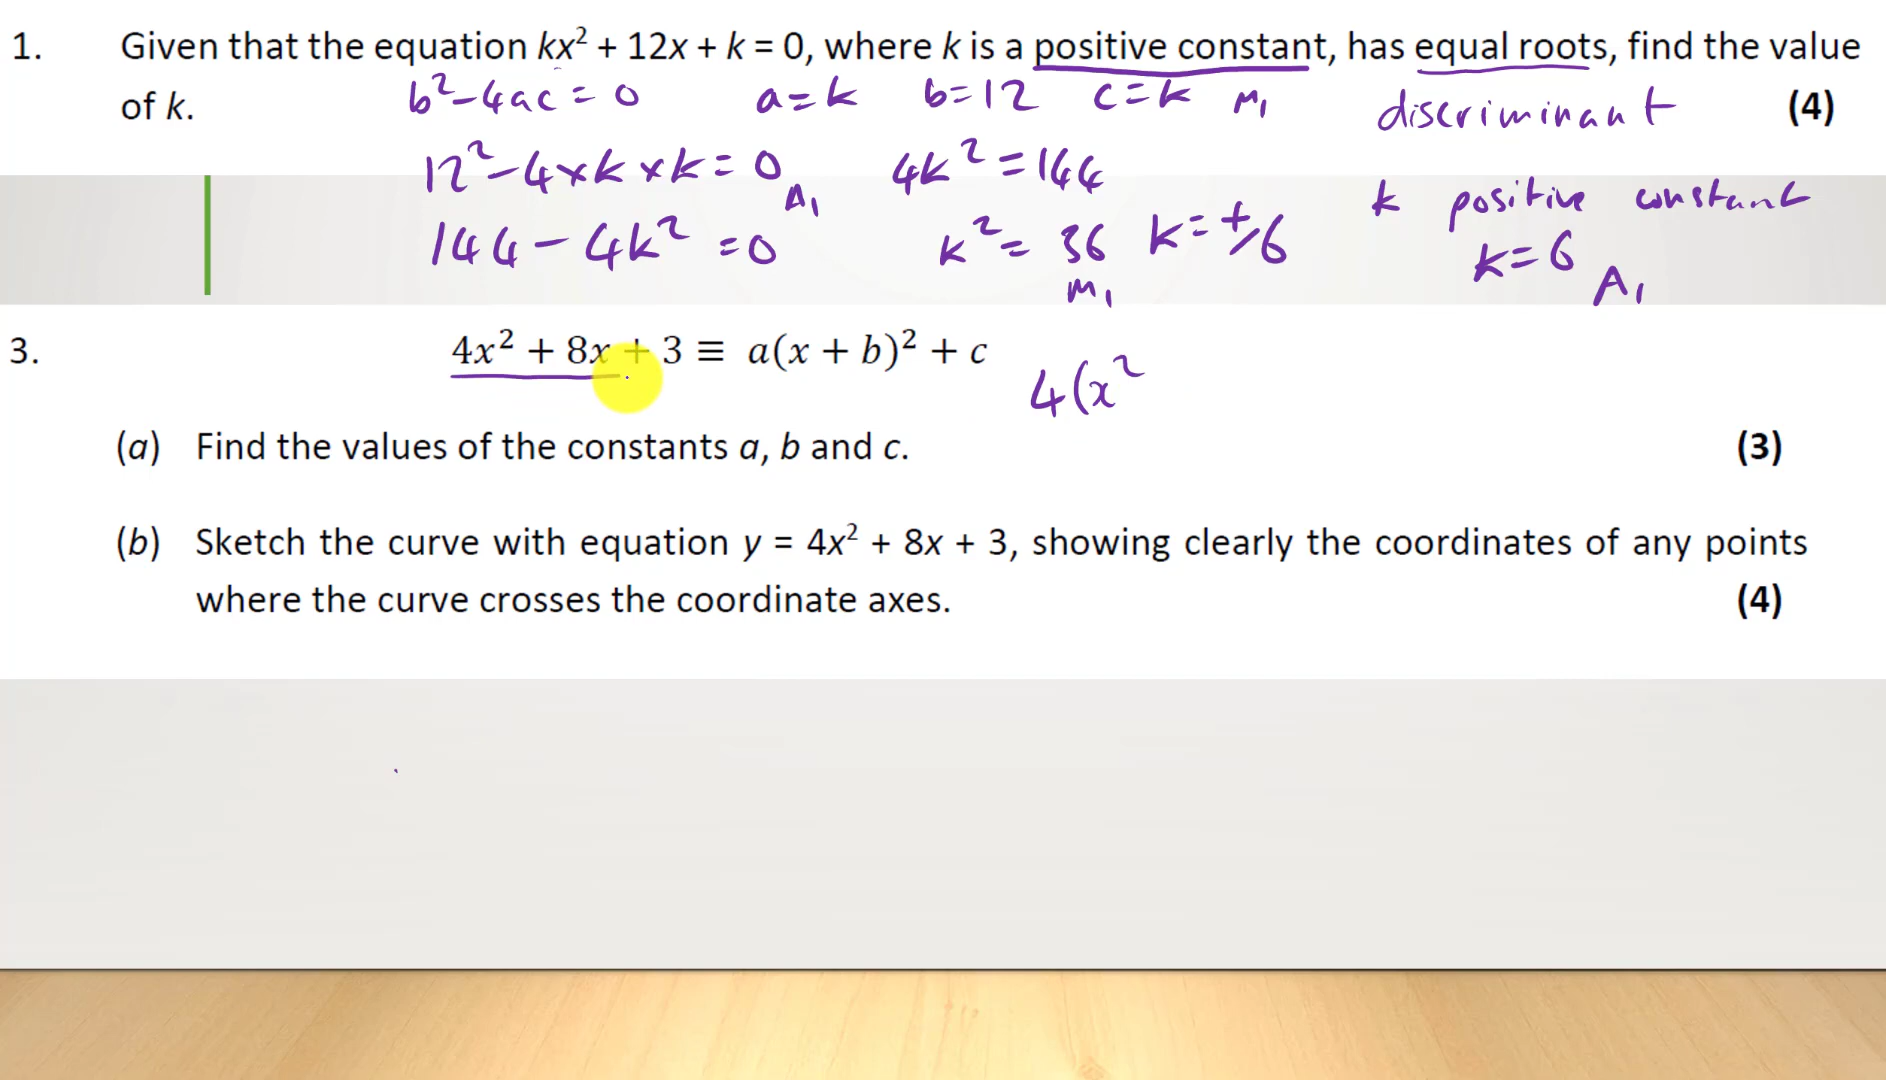 1. Given that the equation kx² + 12x + k = 0, where k is a positive constant, has equal roots, find the value
of k. (4)
b²-4ac = 0 a=k b=12 c=k M1 discriminant
12²-4×k×k=0 A1 4k²=144
k positive constant
144-4k²=0 k²=36 M1 k=+/-6 k=6 A1
3. 4x² + 8x + 3 ≡ a(x + b)² + c
4(x²
(a) Find the values of the constants a, b and c. (3)
(b) Sketch the curve with equation y = 4x² + 8x + 3, showing clearly the coordinates of any points
where the curve crosses the coordinate axes. (4)